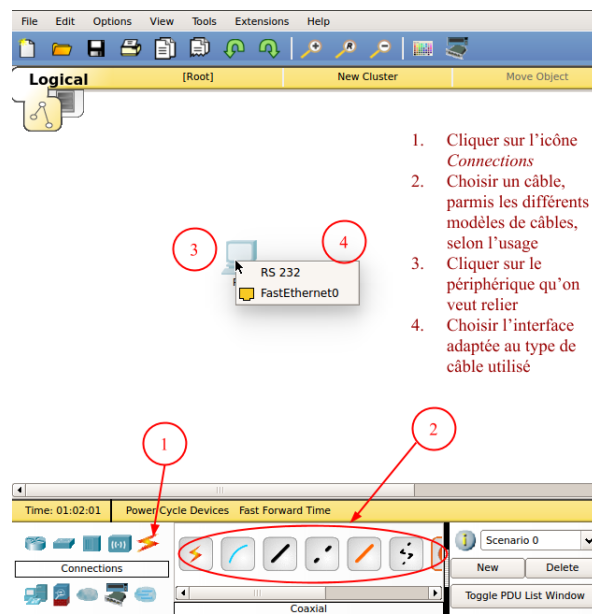 File Edit Options View Tools Extensions Help
Logical [Root] New Cluster Move Object
1. Cliquer sur l'icône
Connections
2. Choisir un câble,
parmis les différents
modèles de câbles,
selon l'usage
3. Cliquer sur le
périphérique qu'on
veut relier
4. Choisir l'interface
adaptée au type de
câble utilisé
3
4
RS 232
FastEthernet0
1
2
Time: 01:02:01 Power Cycle Devices Fast Forward Time
Connections
Coaxial
Scenario 0
New Delete
Toggle PDU List Window